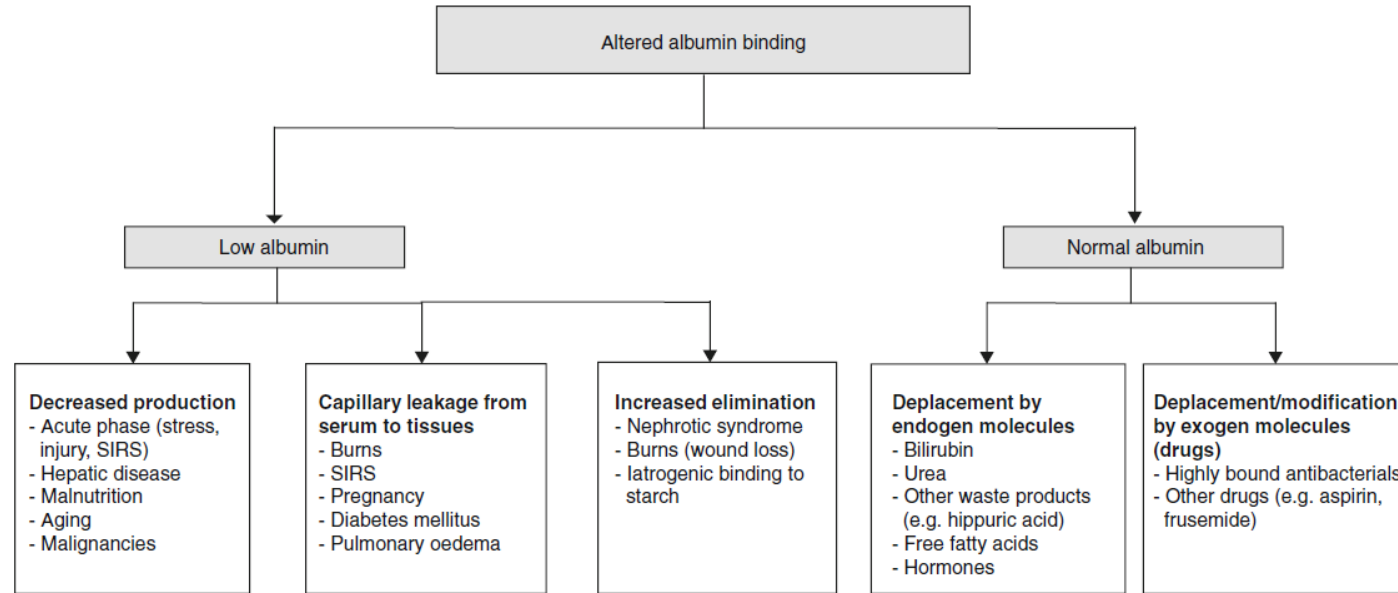 Altered albumin binding
Low albumin
Normal albumin
Decreased production
- Acute phase (stress,
injury, SIRS)
- Hepatic disease
- Malnutrition
- Aging
- Malignancies
Capillary leakage from
serum to tissues
- Burns
- SIRS
- Pregnancy
- Diabetes mellitus
- Pulmonary oedema
Increased elimination
- Nephrotic syndrome
- Burns (wound loss)
- Iatrogenic binding to
starch
Deplacement by
endogen molecules
- Bilirubin
- Urea
- Other waste products
(e.g. hippuric acid)
- Free fatty acids
- Hormones
Deplacement/modification
by exogen molecules
(drugs)
- Highly bound antibacterials
- Other drugs (e.g. aspirin,
frusemide)